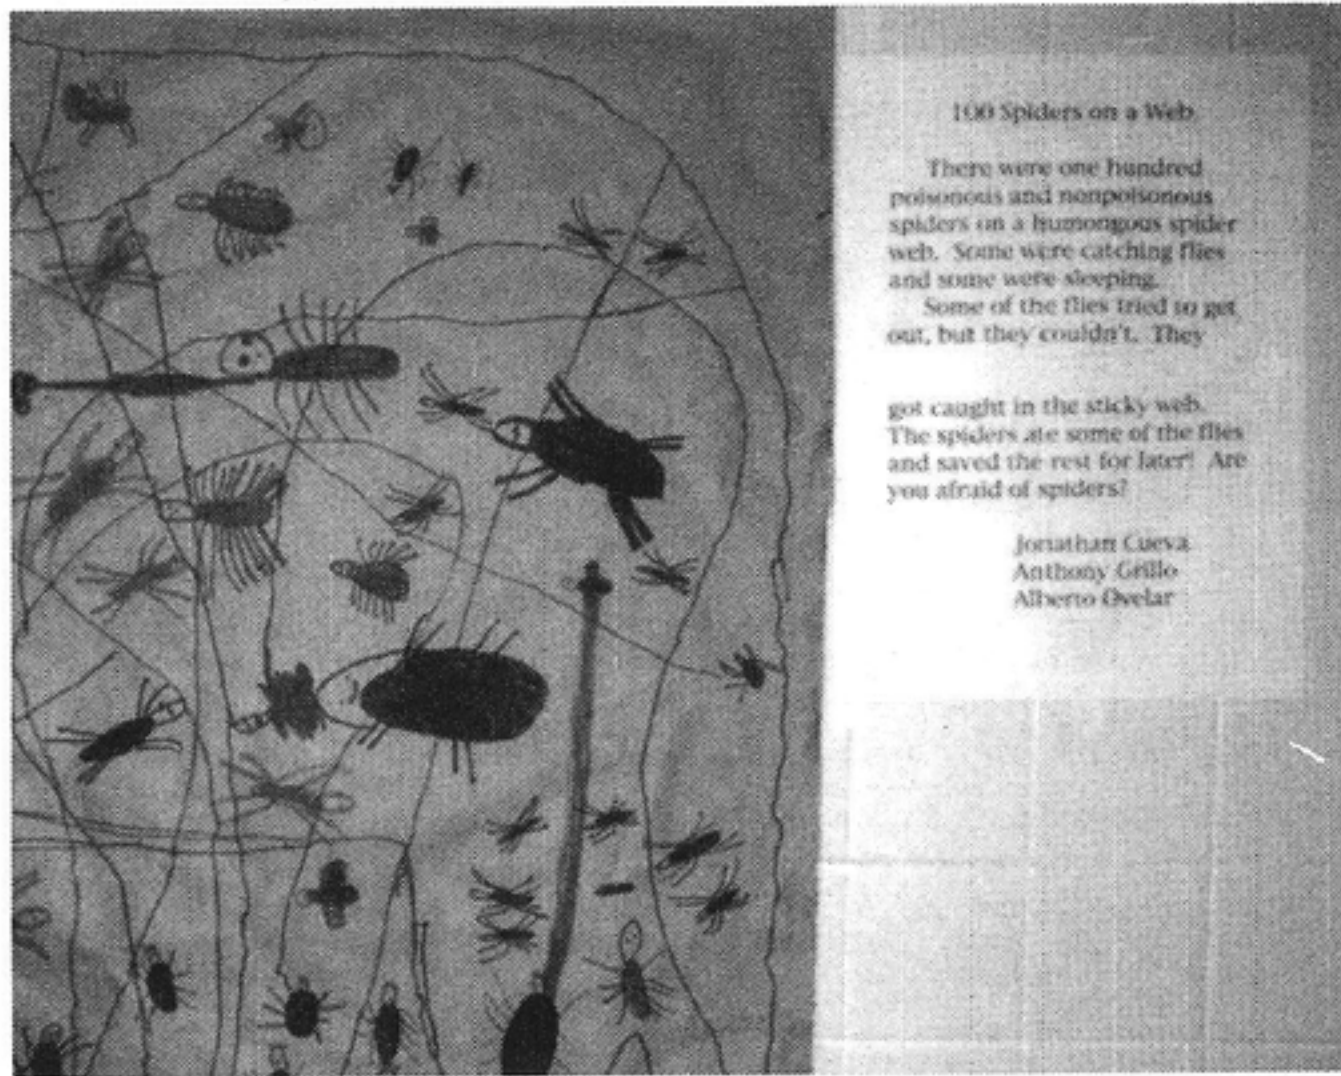 100 Spiders on a Web
There were one hundred
poisonous and nonpoisonous
spiders on a humongous spider
web. Some were catching flies
and some were sleeping.
Some of the flies tried to get
out, but they couldn't. They
got caught in the sticky web.
The spiders ate some of the flies
and saved the rest for later! Are
you afraid of spiders?
Jonathan Cueva
Anthony Grillo
Alberto Ovelar